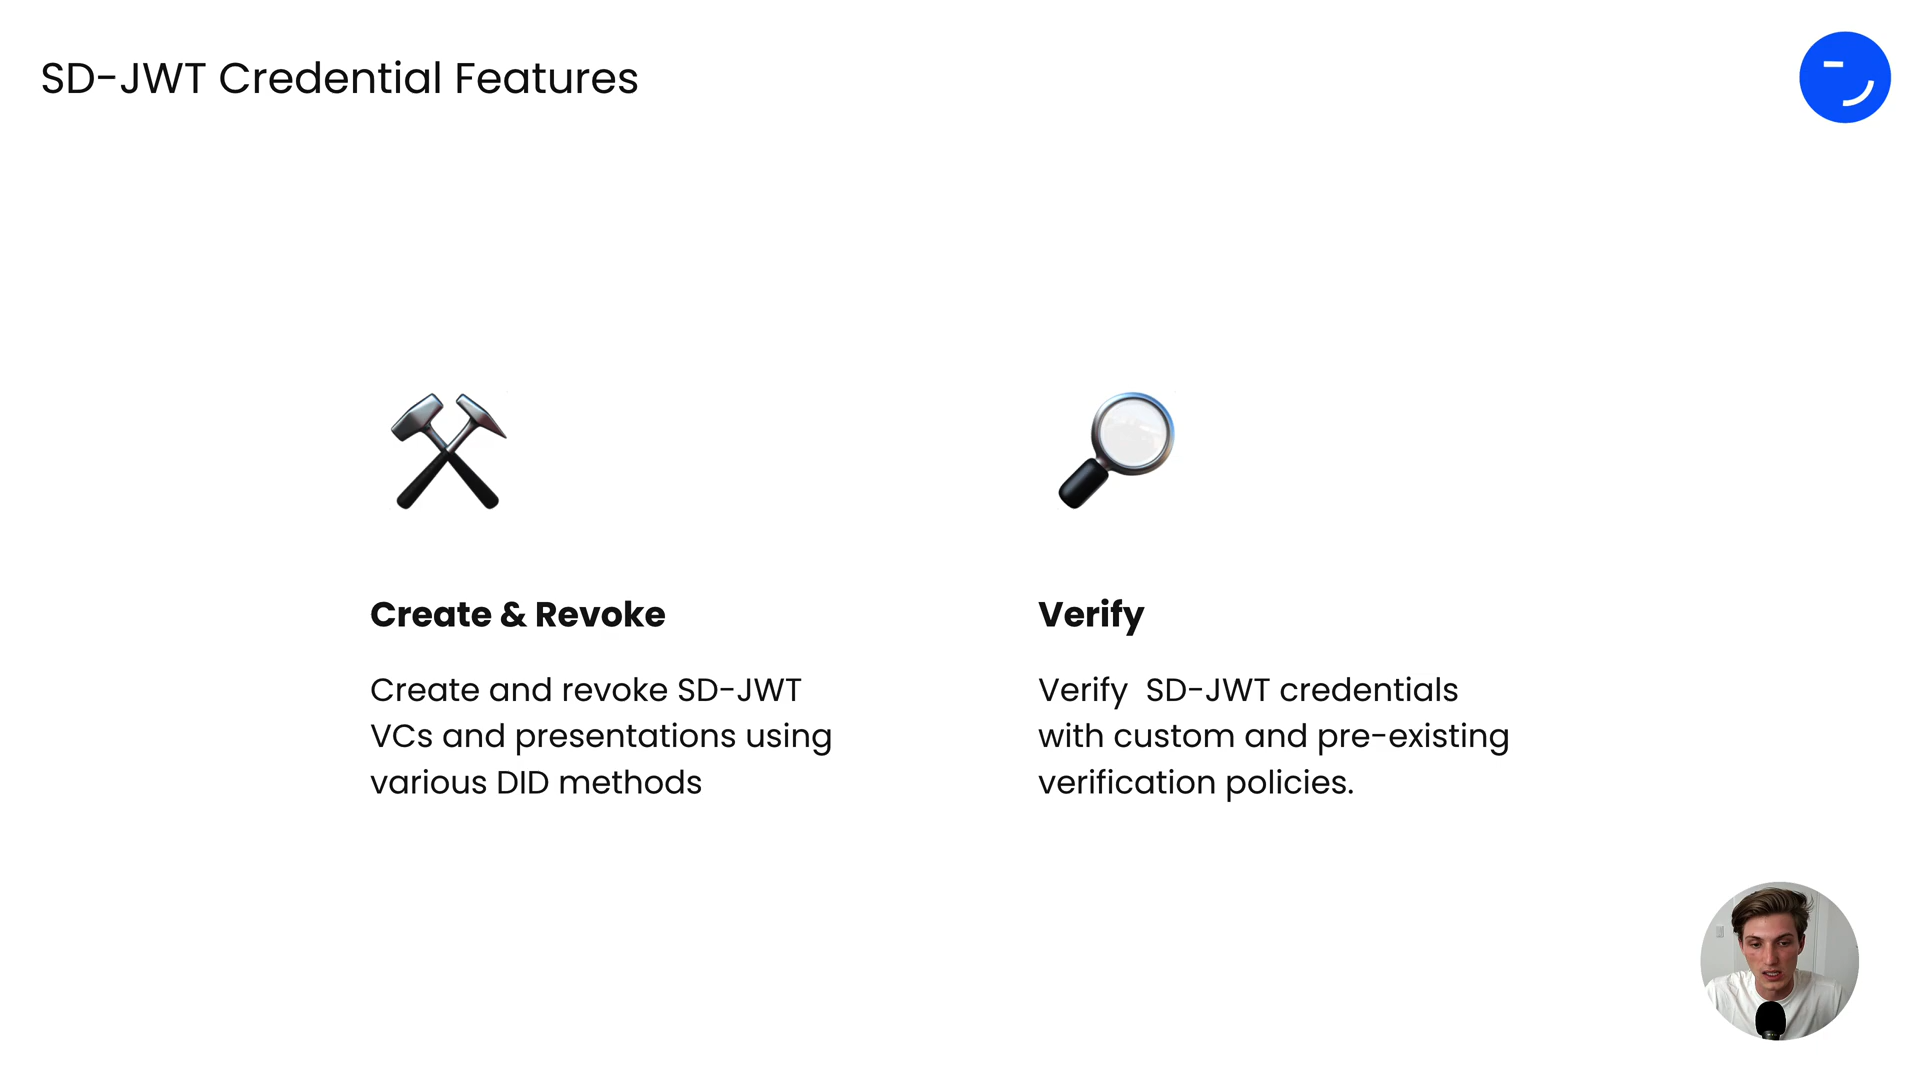 SD-JWT Credential Features
Create & Revoke
Create and revoke SD-JWT
VCs and presentations using
various DID methods
Verify
Verify  SD-JWT credentials
with custom and pre-existing
verification policies.